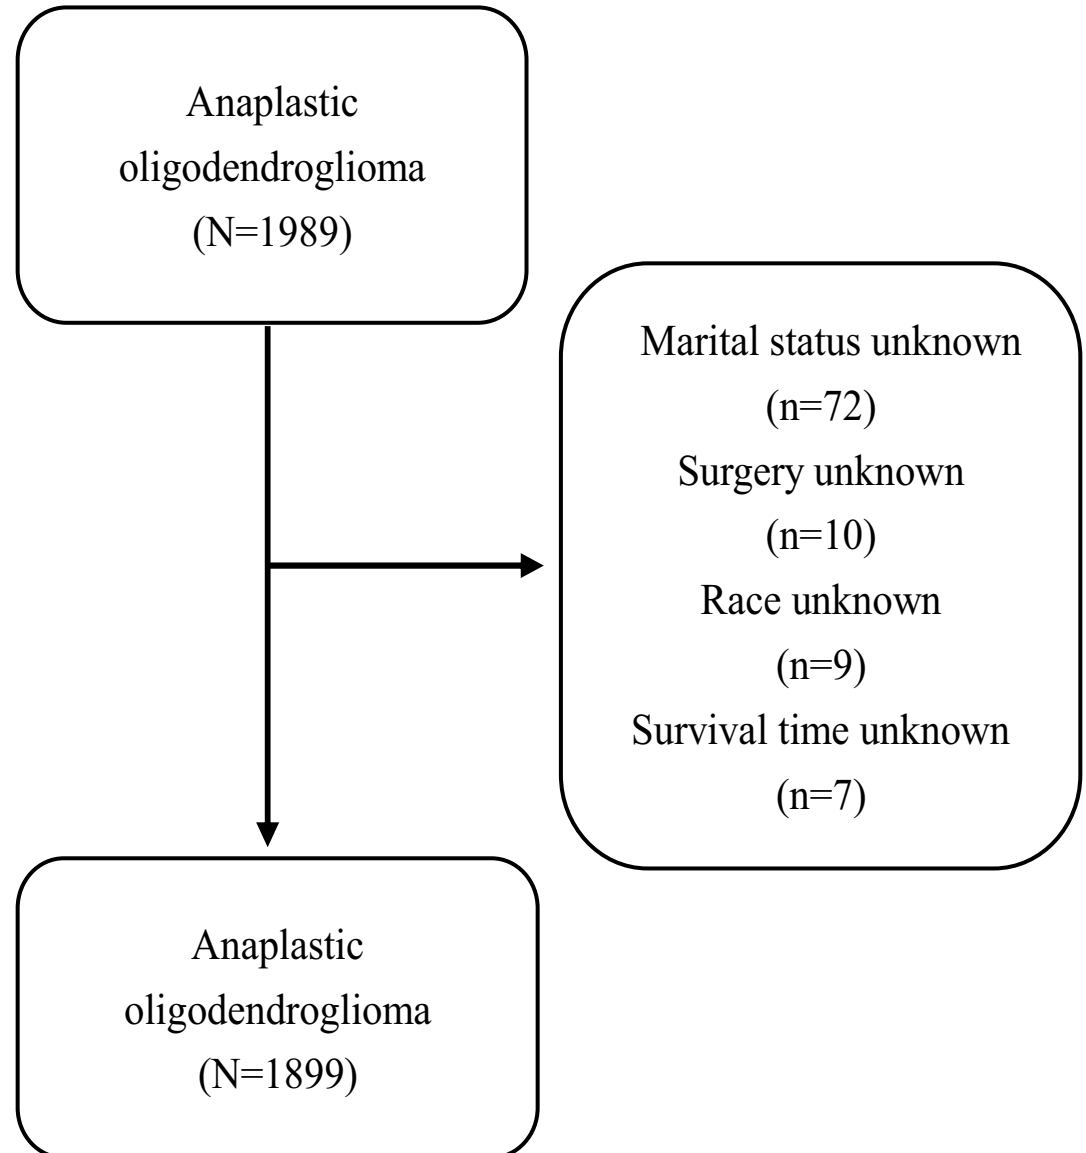 Anaplastic
oligodendroglioma
(N=1989)
Marital status unknown
(n=72)
Surgery unknown
(n=10)
Race unknown
(n=9)
Survival time unknown
(n=7)
Anaplastic
oligodendroglioma
(N=1899)